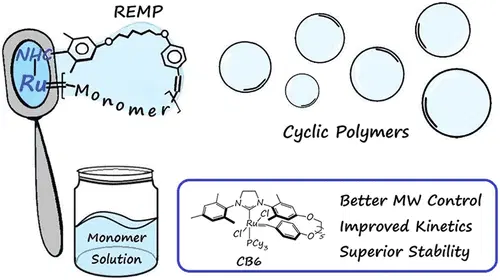 REMP
NHC
Ru
Monomer
Cyclic Polymers
Monomer
Solution
N
N
Cl
Ru
Cl
PCy3
O
O
5
CB6
Better MW Control
Improved Kinetics
Superior Stability